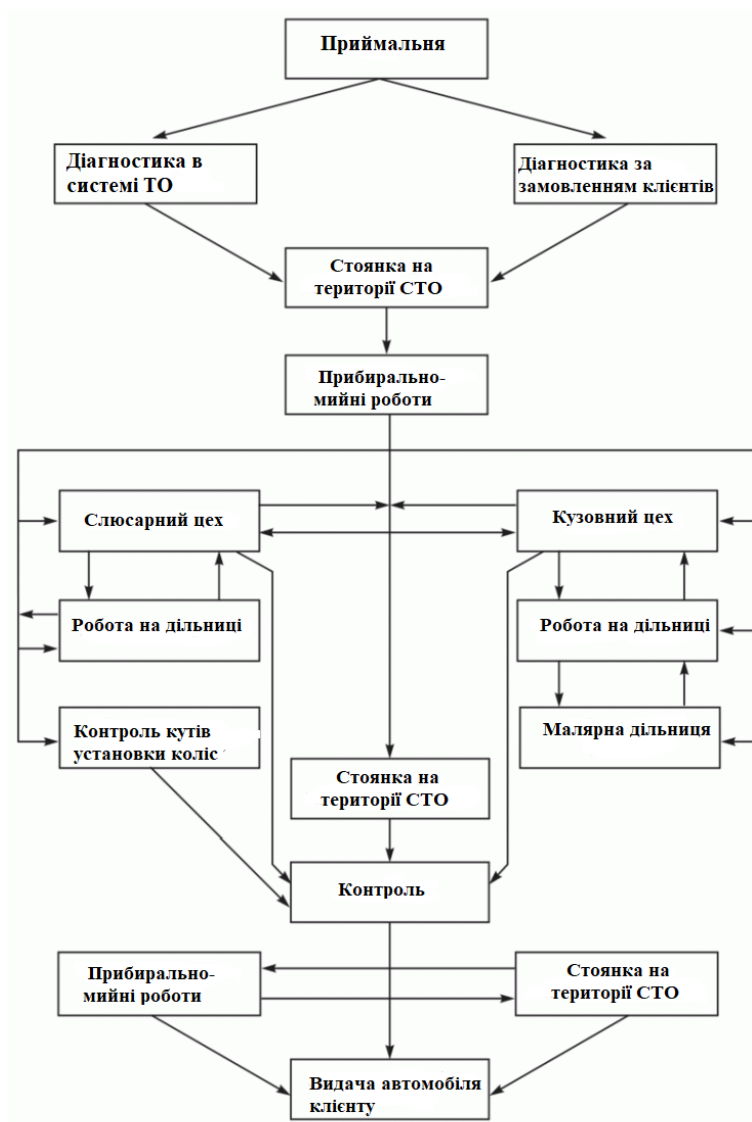 Приймальня
Діагностика в
системі ТО
Діагностика за
замовленням клієнтів
Стоянка на
території СТО
Прибирально-
мийні роботи
Слюсарний цех
Кузовний цех
Робота на дільниці
Робота на дільниці
Контроль кутів
установки коліс
Малярна дільниця
Стоянка на
території СТО
Контроль
Прибирально-
мийні роботи
Стоянка на
території СТО
Видача автомобіля
клієнту